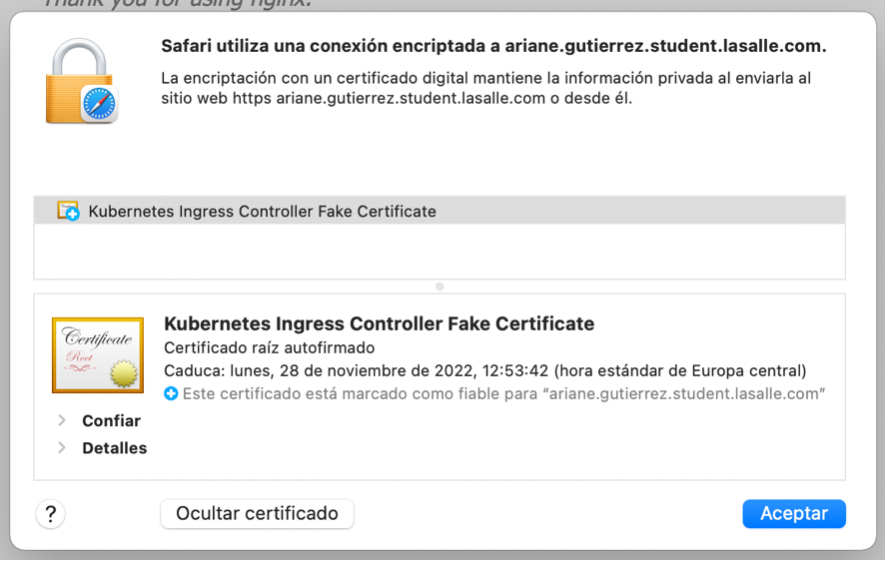 Thank you for using nginx.
Safari utiliza una conexión encriptada a ariane.gutierrez.student.lasalle.com.
La encriptación con un certificado digital mantiene la información privada al enviarla al
sitio web https ariane.gutierrez.student.lasalle.com o desde él.
Kubernetes Ingress Controller Fake Certificate
Certificate
Root
Kubernetes Ingress Controller Fake Certificate
Certificado raíz autofirmado
Caduca: lunes, 28 de noviembre de 2022, 12:53:42 (hora estándar de Europa central)
Este certificado está marcado como fiable para “ariane.gutierrez.student.lasalle.com”
Confiar
Detalles
?
Ocultar certificado
Aceptar